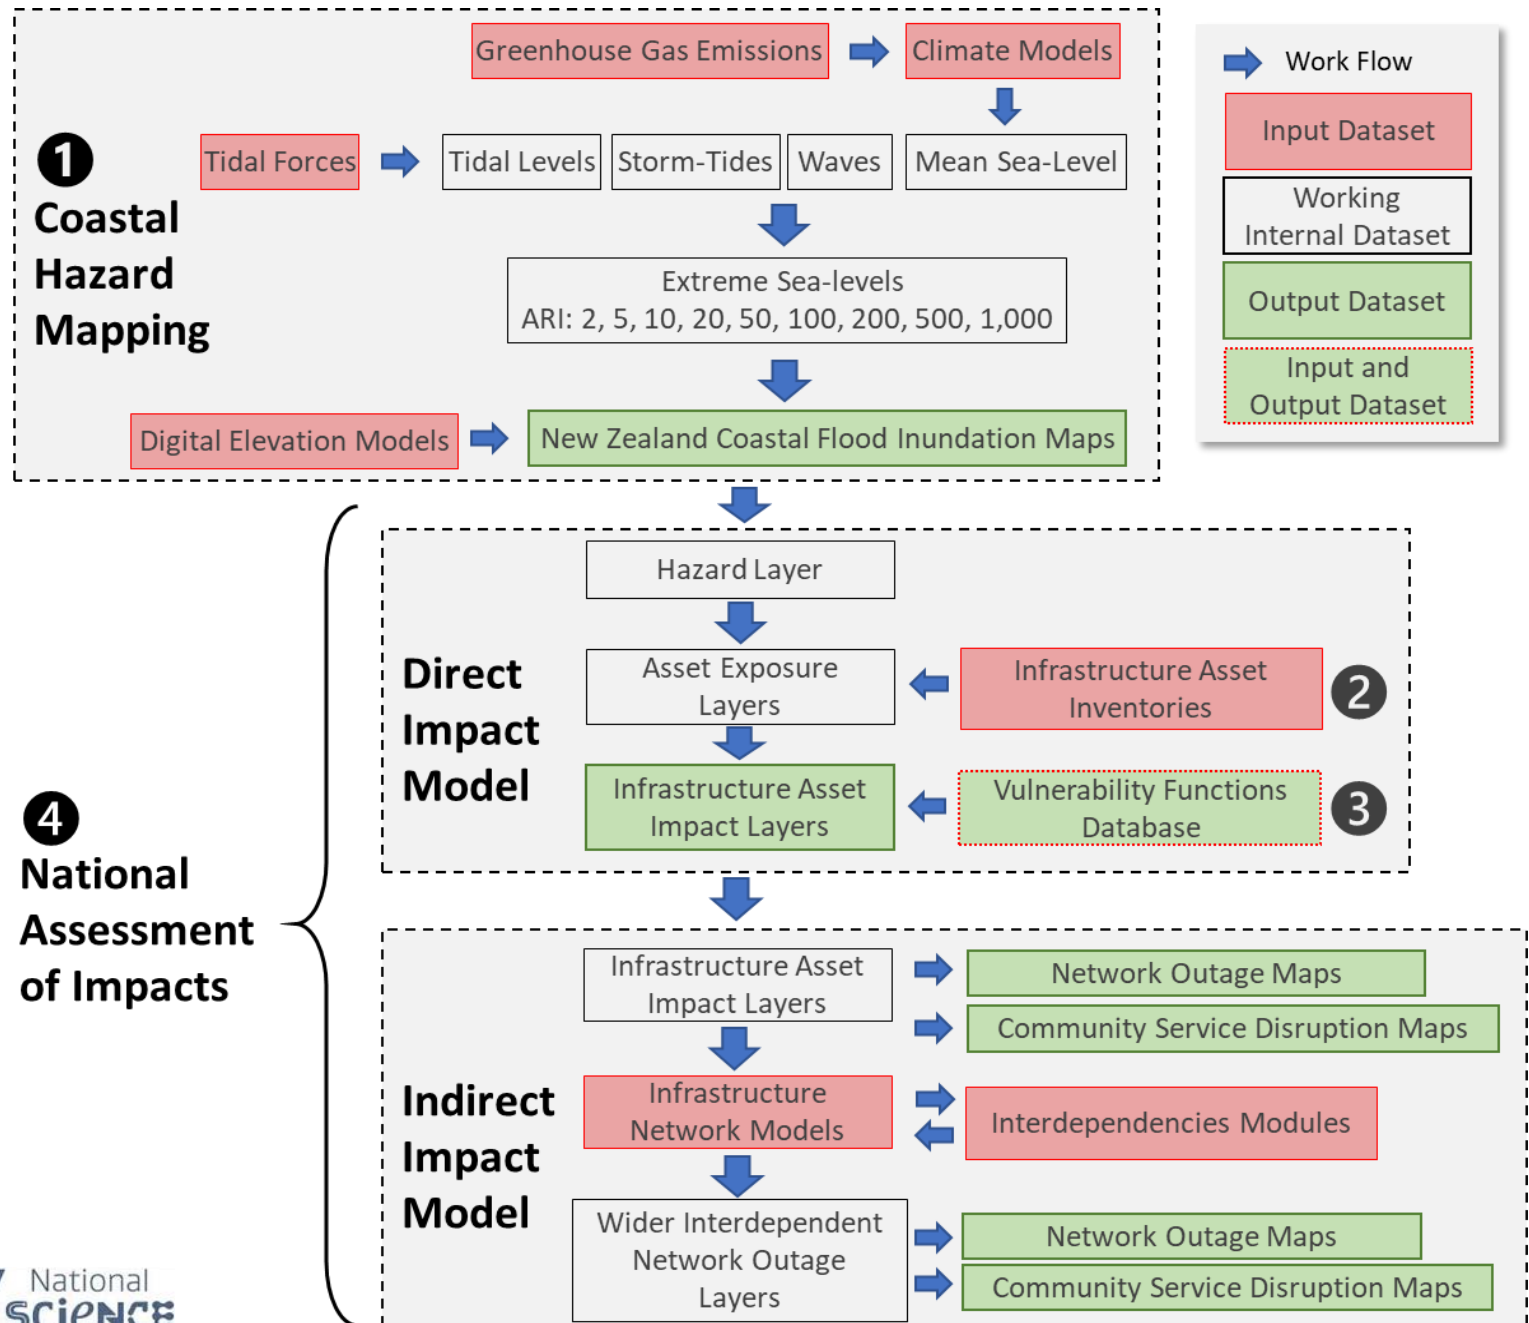 Greenhouse Gas Emissions
Climate Models
1
Coastal
Hazard
Mapping
Tidal Forces
Tidal Levels
Storm-Tides
Waves
Mean Sea-Level
Extreme Sea-levels
ARI: 2, 5, 10, 20, 50, 100, 200, 500, 1,000
Digital Elevation Models
New Zealand Coastal Flood Inundation Maps
Work Flow
Input Dataset
Working
Internal Dataset
Output Dataset
Input and
Output Dataset
4
National
Assessment
of Impacts
Direct
Impact
Model
Hazard Layer
Asset Exposure
Layers
Infrastructure Asset
Inventories
2
Infrastructure Asset
Impact Layers
Vulnerability Functions
Database
3
Indirect
Impact
Model
Infrastructure Asset
Impact Layers
Network Outage Maps
Community Service Disruption Maps
Infrastructure
Network Models
Interdependencies Modules
Wider Interdependent
Network Outage
Layers
Network Outage Maps
Community Service Disruption Maps
National
SCiENCE